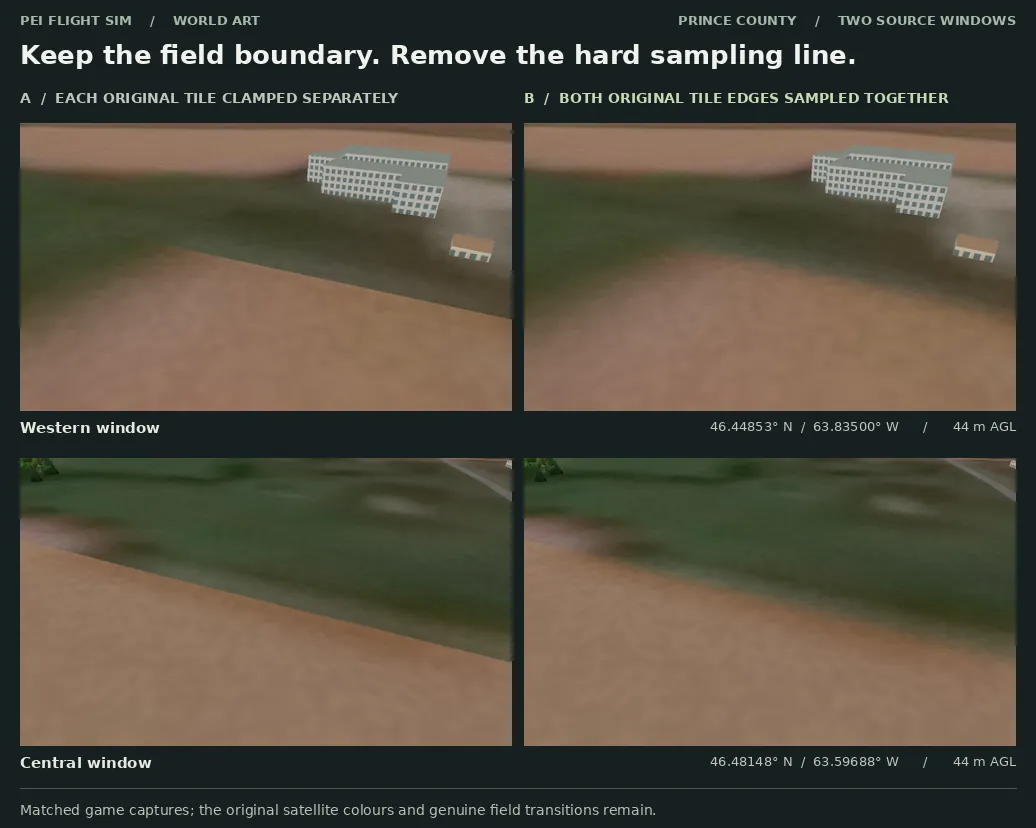 PEI FLIGHT SIM / WORLD ART
PRINCE COUNTY / TWO SOURCE WINDOWS
Keep the field boundary. Remove the hard sampling line.
A / EACH ORIGINAL TILE CLAMPED SEPARATELY
B / BOTH ORIGINAL TILE EDGES SAMPLED TOGETHER
Western window
46.44853° N / 63.83500° W / 44 m AGL
Central window
46.48148° N / 63.59688° W / 44 m AGL
Matched game captures; the original satellite colours and genuine field transitions remain.